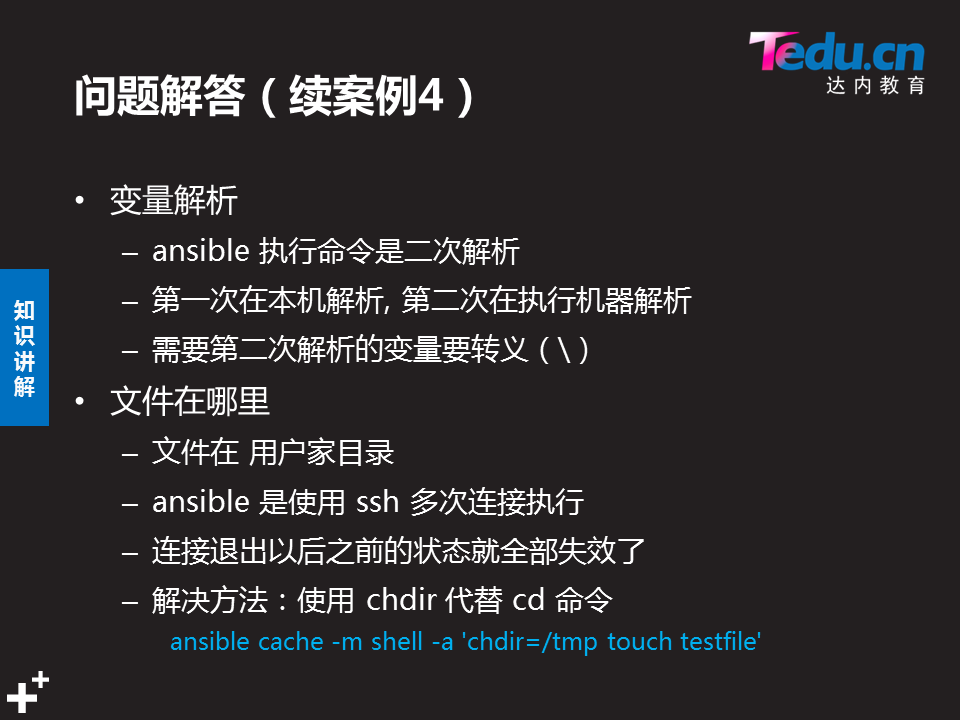 Tedu.cn
达内教育
问题解答（续案例4）
• 变量解析
– ansible 执行命令是二次解析
– 第一次在本机解析, 第二次在执行机器解析
– 需要第二次解析的变量要转义（ \ ）
知识讲解
• 文件在哪里
– 文件在 用户家目录
– ansible 是使用 ssh 多次连接执行
– 连接退出以后之前的状态就全部失效了
– 解决方法：使用 chdir 代替 cd 命令
ansible cache -m shell -a 'chdir=/tmp touch testfile'